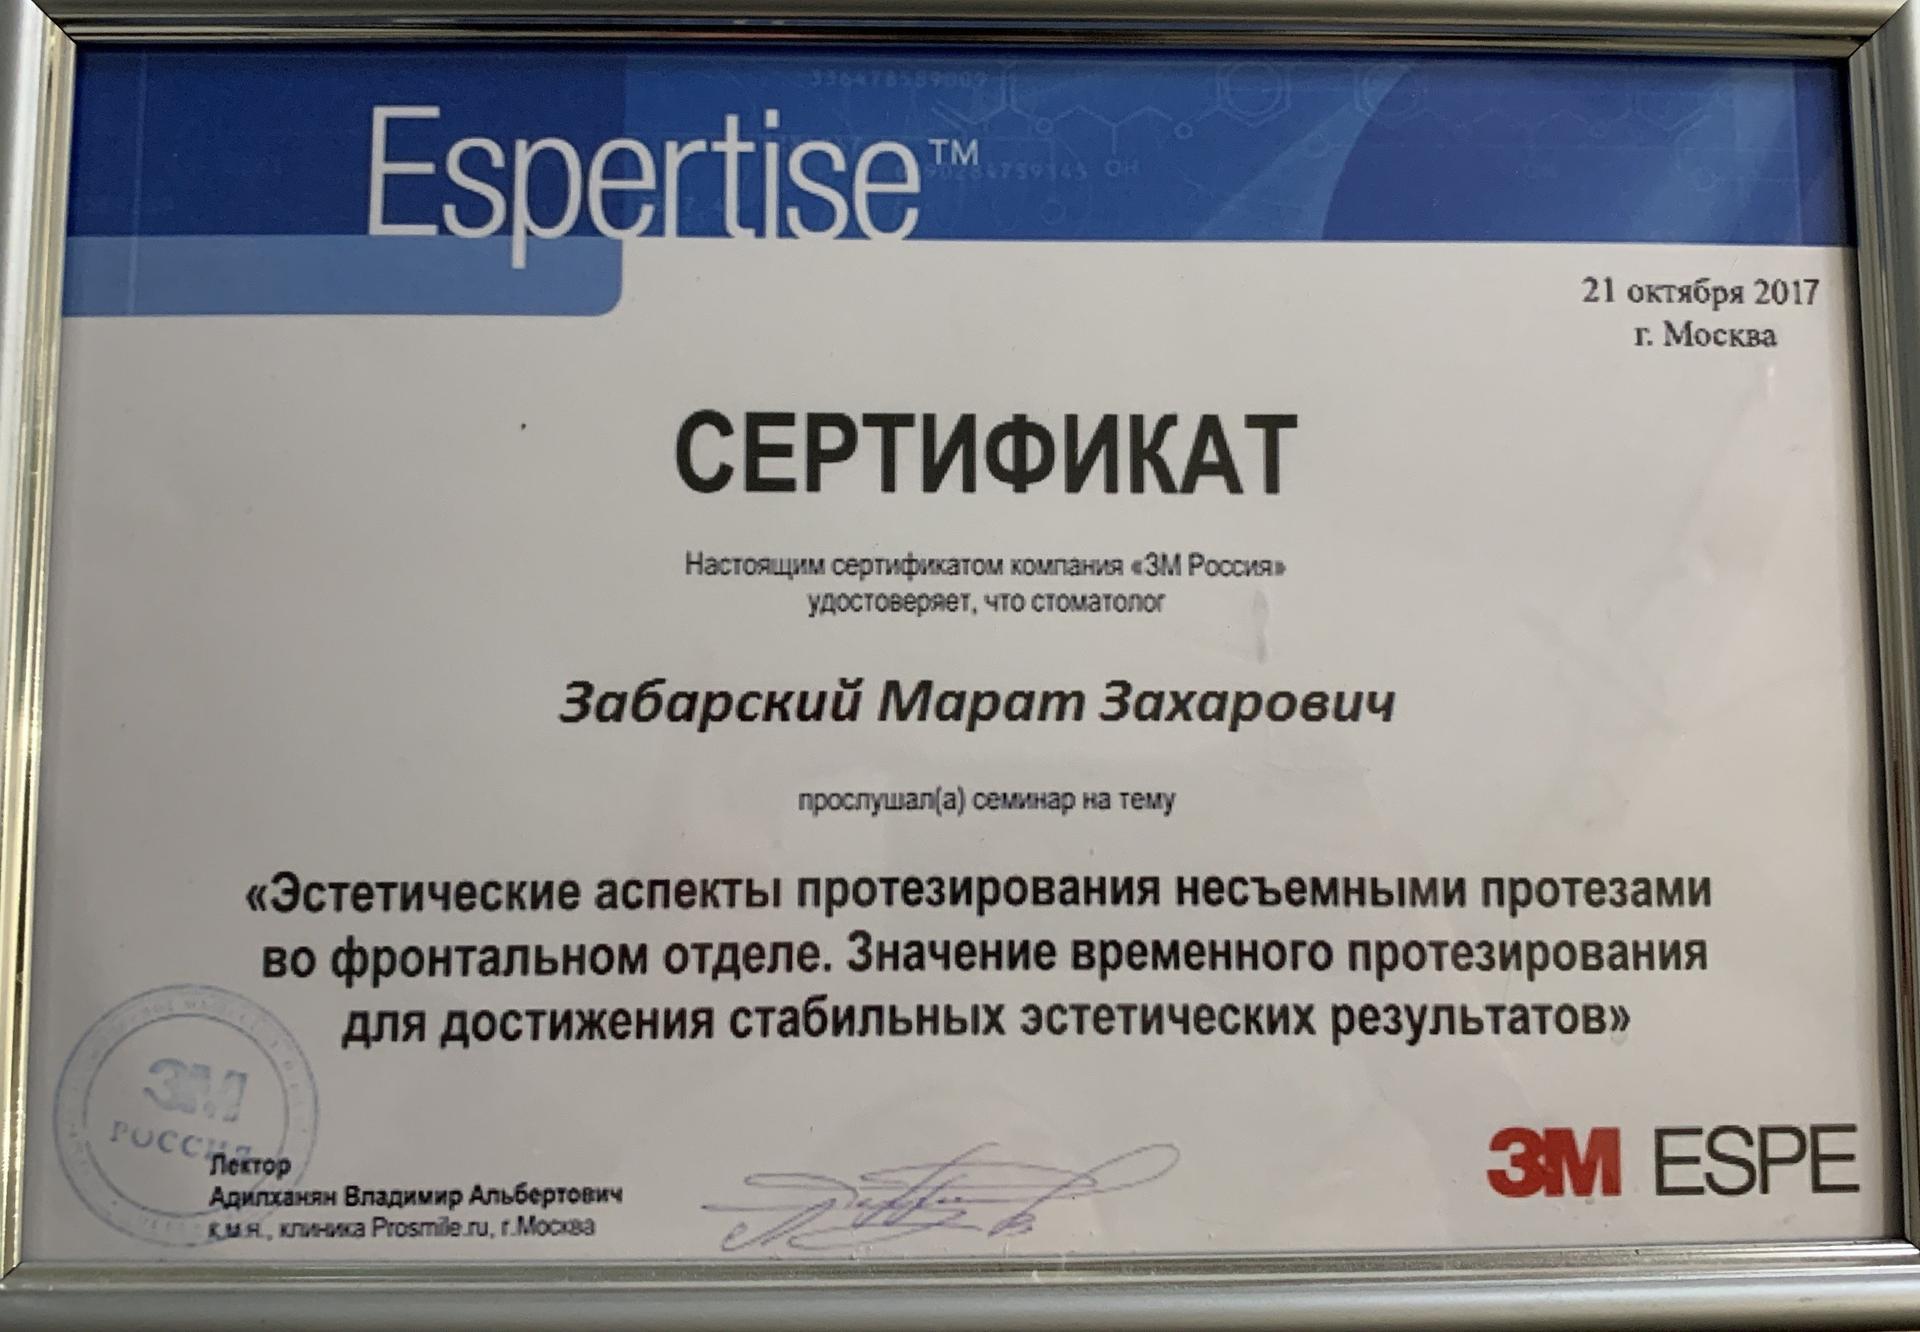 Espertise™
21 октября 2017
г. Москва
СЕРТИФИКАТ
Настоящим сертификатом компания «3М Россия»
удостоверяет, что стоматолог
Забарский Марат Захарович
прослушал(а) семинар на тему
«Эстетические аспекты протезирования несъемными протезами
во фронтальном отделе. Значение временного протезирования
для достижения стабильных эстетических результатов»
3M
РОССИЯ
Лектор
Адилханян Владимир Альбертович
к.м.н., клиника Prosmile.ru, г.Москва
3M ESPE